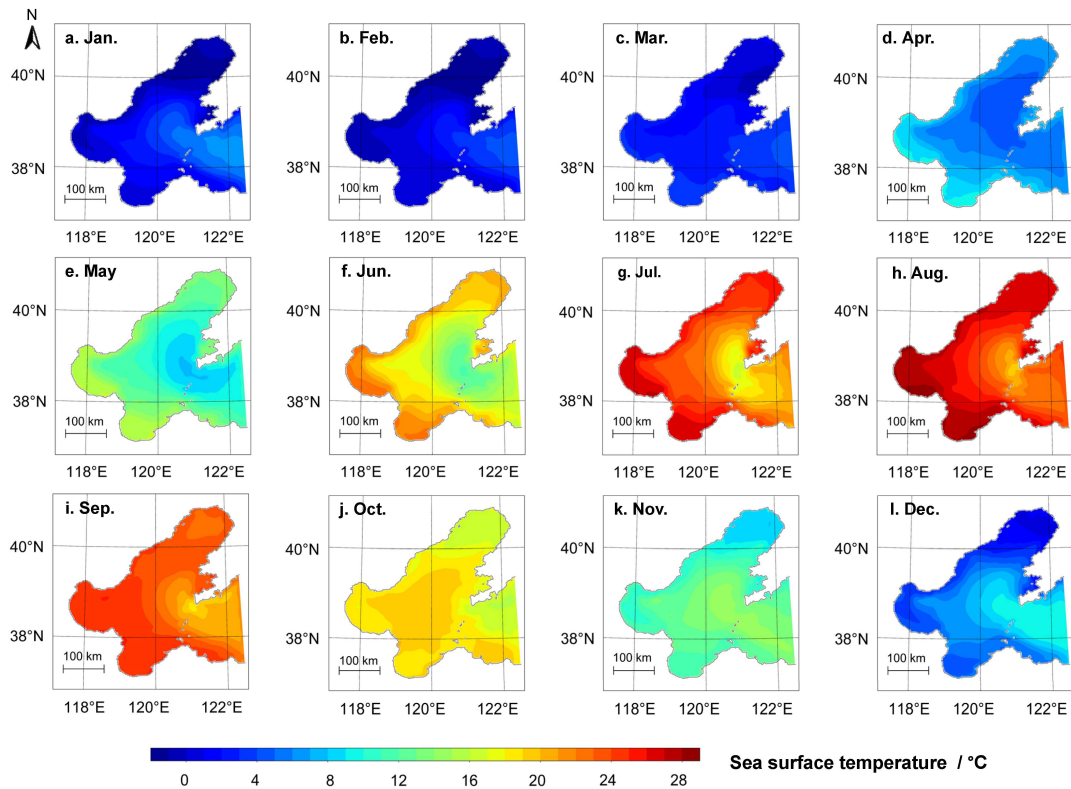 N
a. Jan.
b. Feb.
c. Mar.
d. Apr.
40°N
40°N
40°N
40°N
38°N
38°N
38°N
38°N
100 km
100 km
100 km
100 km
118°E 120°E 122°E
118°E 120°E 122°E
118°E 120°E 122°E
118°E 120°E 122°E
e. May
f. Jun.
g. Jul.
h. Aug.
40°N
40°N
40°N
40°N
38°N
38°N
38°N
38°N
100 km
100 km
100 km
100 km
118°E 120°E 122°E
118°E 120°E 122°E
118°E 120°E 122°E
118°E 120°E 122°E
i. Sep.
j. Oct.
k. Nov.
l. Dec.
40°N
40°N
40°N
40°N
38°N
38°N
38°N
38°N
100 km
100 km
100 km
100 km
118°E 120°E 122°E
118°E 120°E 122°E
118°E 120°E 122°E
118°E 120°E 122°E
0 4 8 12 16 20 24 28
Sea surface temperature / °C